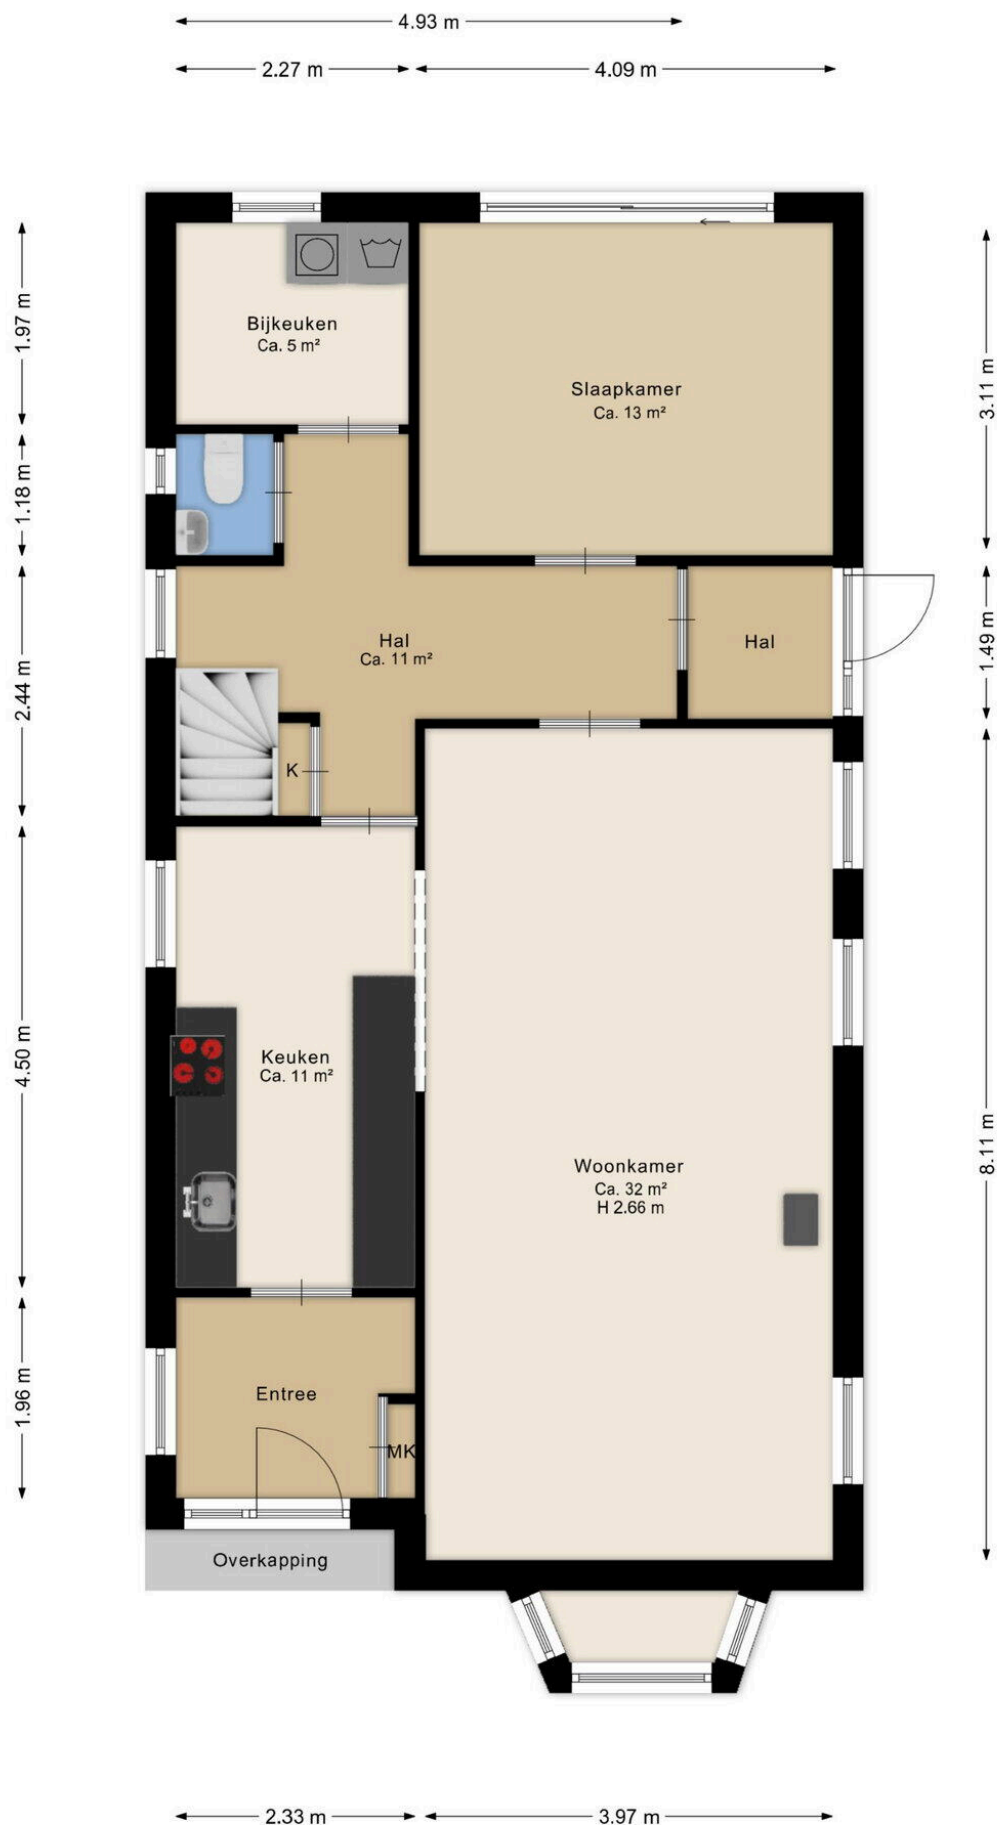 4.93 m
2.27 m
4.09 m
1.97 m
3.11 m
Bijkeuken
Ca. 5 m²
Slaapkamer
Ca. 13 m²
1.18 m
2.44 m
1.49 m
Hal
Ca. 11 m²
Hal
K
4.50 m
Keuken
Ca. 11 m²
8.11 m
Woonkamer
Ca. 32 m²
H 2.66 m
1.96 m
Entree
MK
Overkapping
2.33 m
3.97 m